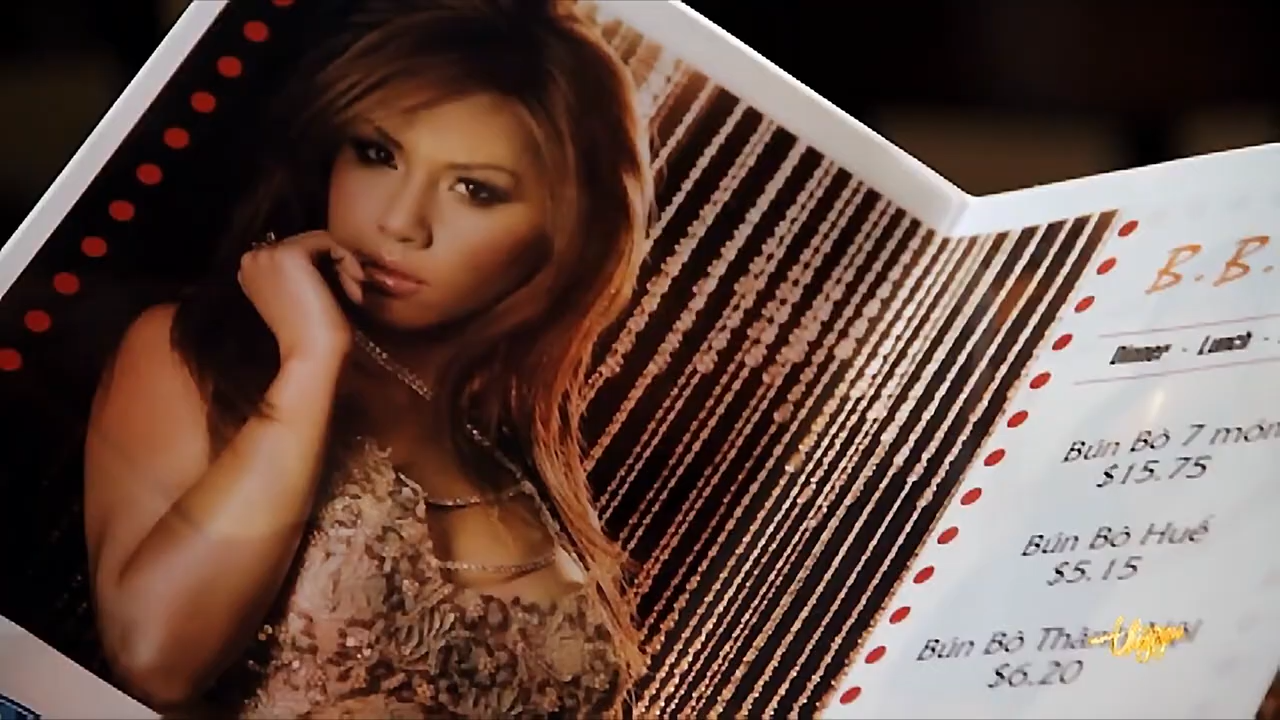 B.B.
Dinner - Lunch -
Bún Bò 7 món
$15.75
Bún Bò Huế
$5.15
Bún Bò
$6.20